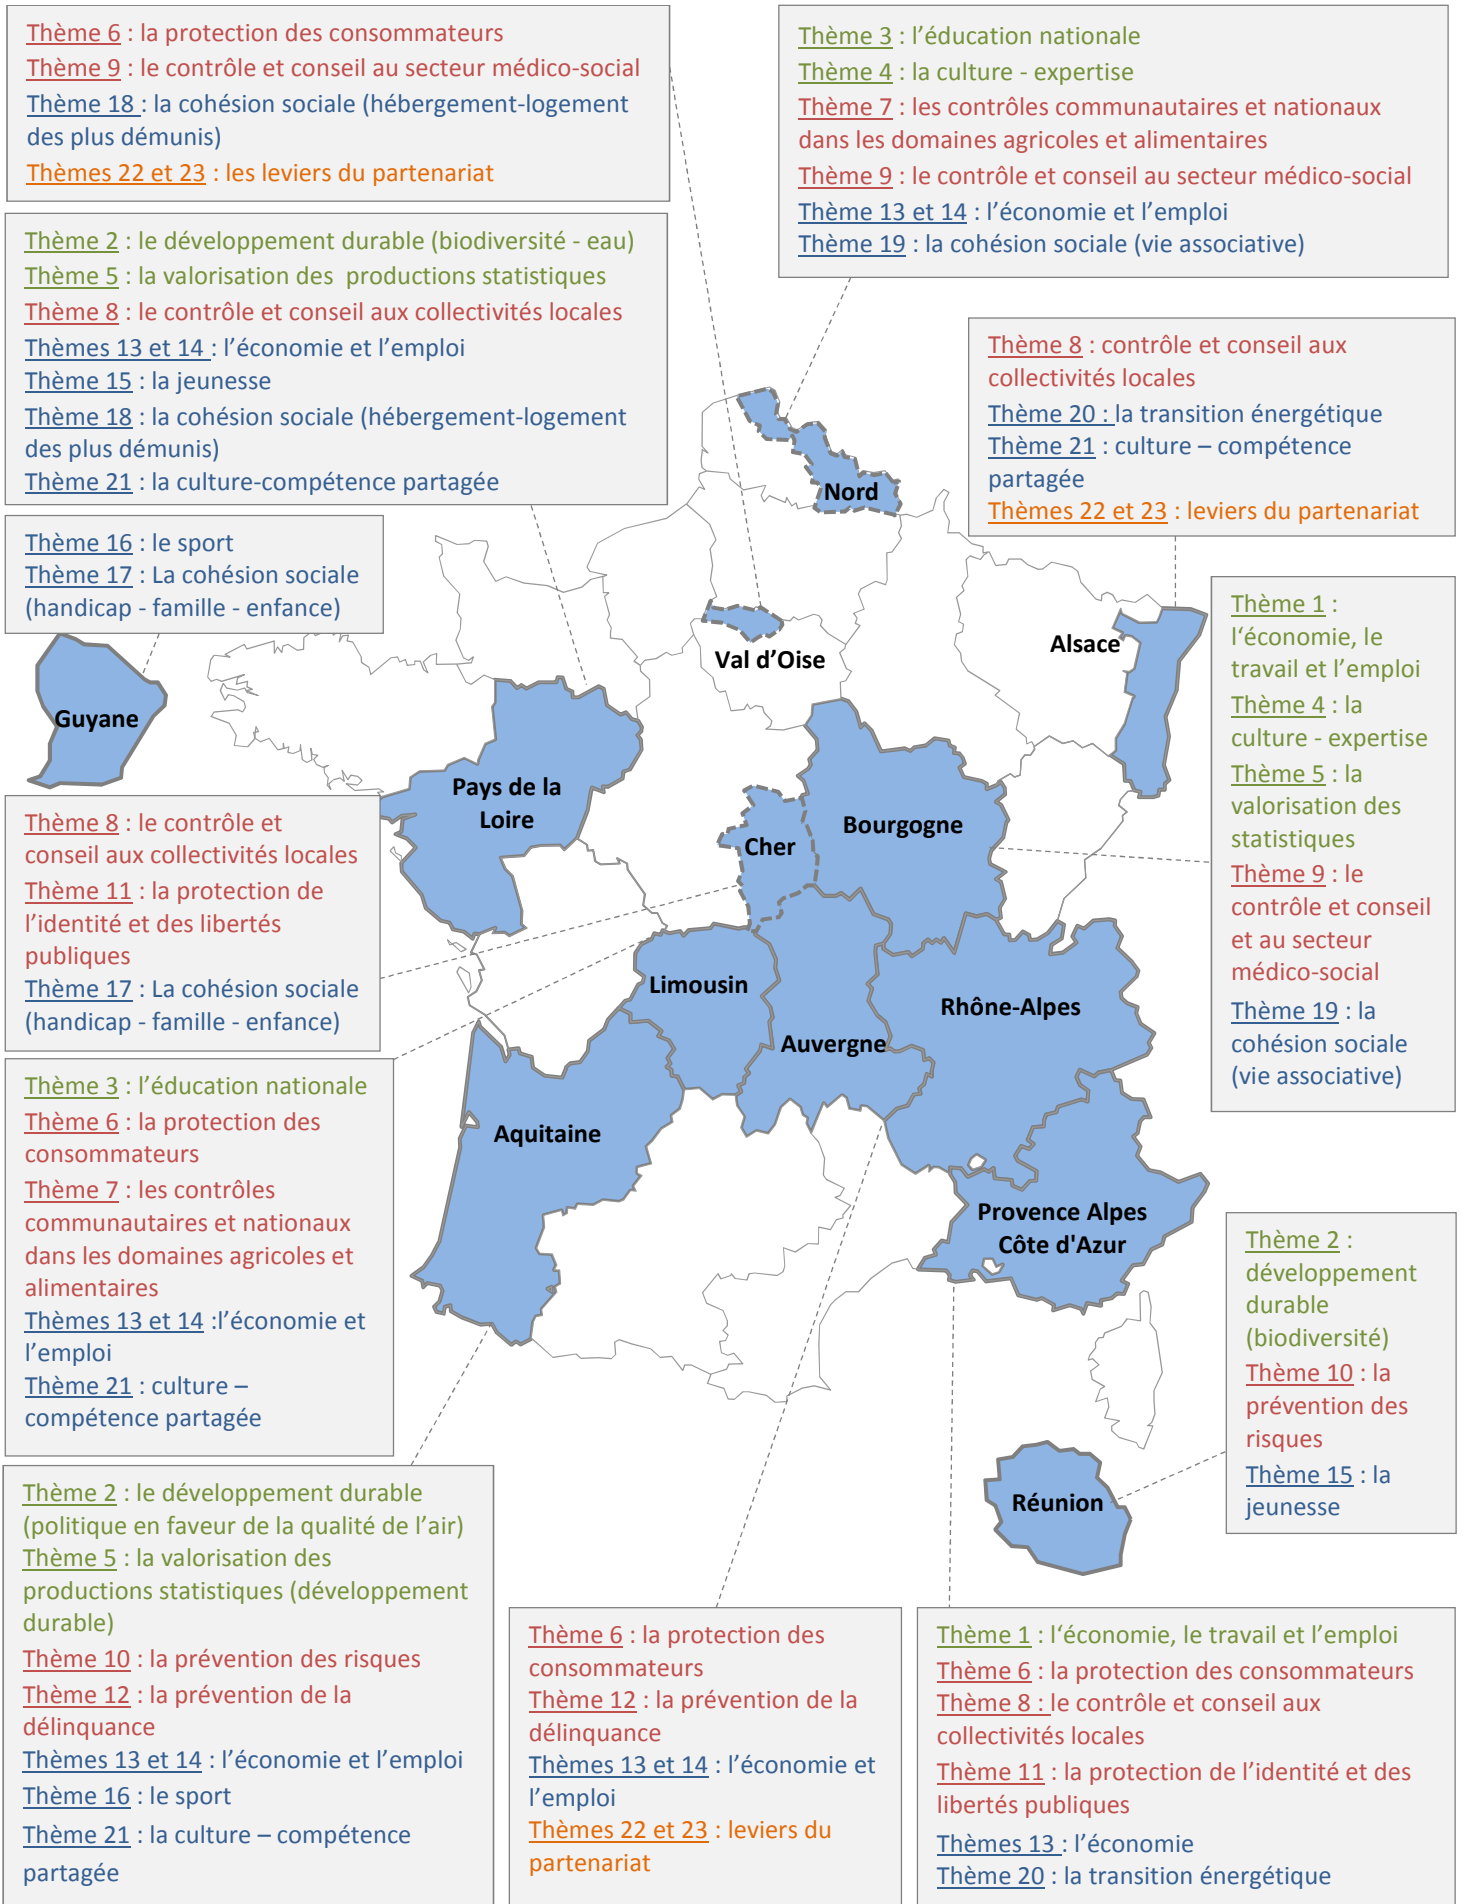 Thème 6 : la protection des consommateurs
Thème 9 : le contrôle et conseil au secteur médico-social
Thème 18 : la cohésion sociale (hébergement-logement
des plus démunis)
Thèmes 22 et 23 : les leviers du partenariat
Thème 3 : l’éducation nationale
Thème 4 : la culture - expertise
Thème 7 : les contrôles communautaires et nationaux
dans les domaines agricoles et alimentaires
Thème 9 : le contrôle et conseil au secteur médico-social
Thème 13 et 14 : l’économie et l’emploi
Thème 19 : la cohésion sociale (vie associative)
Thème 2 : le développement durable (biodiversité - eau)
Thème 5 : la valorisation des productions statistiques
Thème 8 : le contrôle et conseil aux collectivités locales
Thèmes 13 et 14 : l’économie et l’emploi
Thème 15 : la jeunesse
Thème 18 : la cohésion sociale (hébergement-logement
des plus démunis)
Thème 21 : la culture-compétence partagée
Thème 8 : contrôle et conseil aux
collectivités locales
Thème 20 : la transition énergétique
Thème 21 : culture – compétence
partagée
Thèmes 22 et 23 : leviers du partenariat
Nord
Thème 16 : le sport
Thème 17 : La cohésion sociale
(handicap - famille - enfance)
Thème 1 :
l‘économie, le
travail et l’emploi
Thème 4 : la
culture - expertise
Thème 5 : la
valorisation des
statistiques
Thème 9 : le
contrôle et conseil
et au secteur
médico-social
Thème 19 : la
cohésion sociale
(vie associative)
Alsace
Val d’Oise
Guyane
Pays de la
Loire
Cher
Bourgogne
Thème 8 : le contrôle et
conseil aux collectivités locales
Thème 11 : la protection de
l’identité et des libertés
publiques
Thème 17 : La cohésion sociale
(handicap - famille - enfance)
Limousin
Auvergne
Rhône-Alpes
Aquitaine
Provence Alpes
Côte d'Azur
Thème 3 : l’éducation nationale
Thème 6 : la protection des
consommateurs
Thème 7 : les contrôles
communautaires et nationaux
dans les domaines agricoles et
alimentaires
Thèmes 13 et 14 :l’économie et
l’emploi
Thème 21 : culture –
compétence partagée
Thème 2 :
développement
durable
(biodiversité)
Thème 10 : la
prévention des
risques
Thème 15 : la
jeunesse
Réunion
Thème 2 : le développement durable
(politique en faveur de la qualité de l’air)
Thème 5 : la valorisation des
productions statistiques (développement
durable)
Thème 10 : la prévention des risques
Thème 12 : la prévention de la
délinquance
Thèmes 13 et 14 : l’économie et l’emploi
Thème 16 : le sport
Thème 21 : la culture – compétence
partagée
Thème 6 : la protection des
consommateurs
Thème 12 : la prévention de la
délinquance
Thèmes 13 et 14 : l’économie et
l’emploi
Thèmes 22 et 23 : leviers du
partenariat
Thème 1 : l‘économie, le travail et l’emploi
Thème 6 : la protection des consommateurs
Thème 8 : le contrôle et conseil aux
collectivités locales
Thème 11 : la protection de l’identité et des
libertés publiques
Thèmes 13 : l’économie
Thème 20 : la transition énergétique